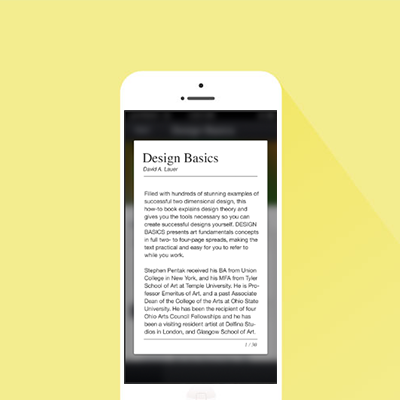 Design Basics
David A. Lauer
Filled with hundreds of stunning examples of
successful two dimensional design, this
how-to book explains design theory and
gives you the tools necessary so you can
create successful designs yourself. DESIGN
BASICS presents art fundamentals concepts
in full two- to four-page spreads, making the
text practical and easy for you to refer to
while you work.
Stephen Pentak received his BA from Union
College in New York, and his MFA from Tyler
School of Art at Temple University. He is Pro-
fessor Emeritus of Art, and a past Associate
Dean of the College of the Arts at Ohio State
University. He has been the recipient of four
Ohio Arts Council Fellowships and he has
been a visiting resident artist at Delfina Stu-
dios in London, and Glasgow School of Art.